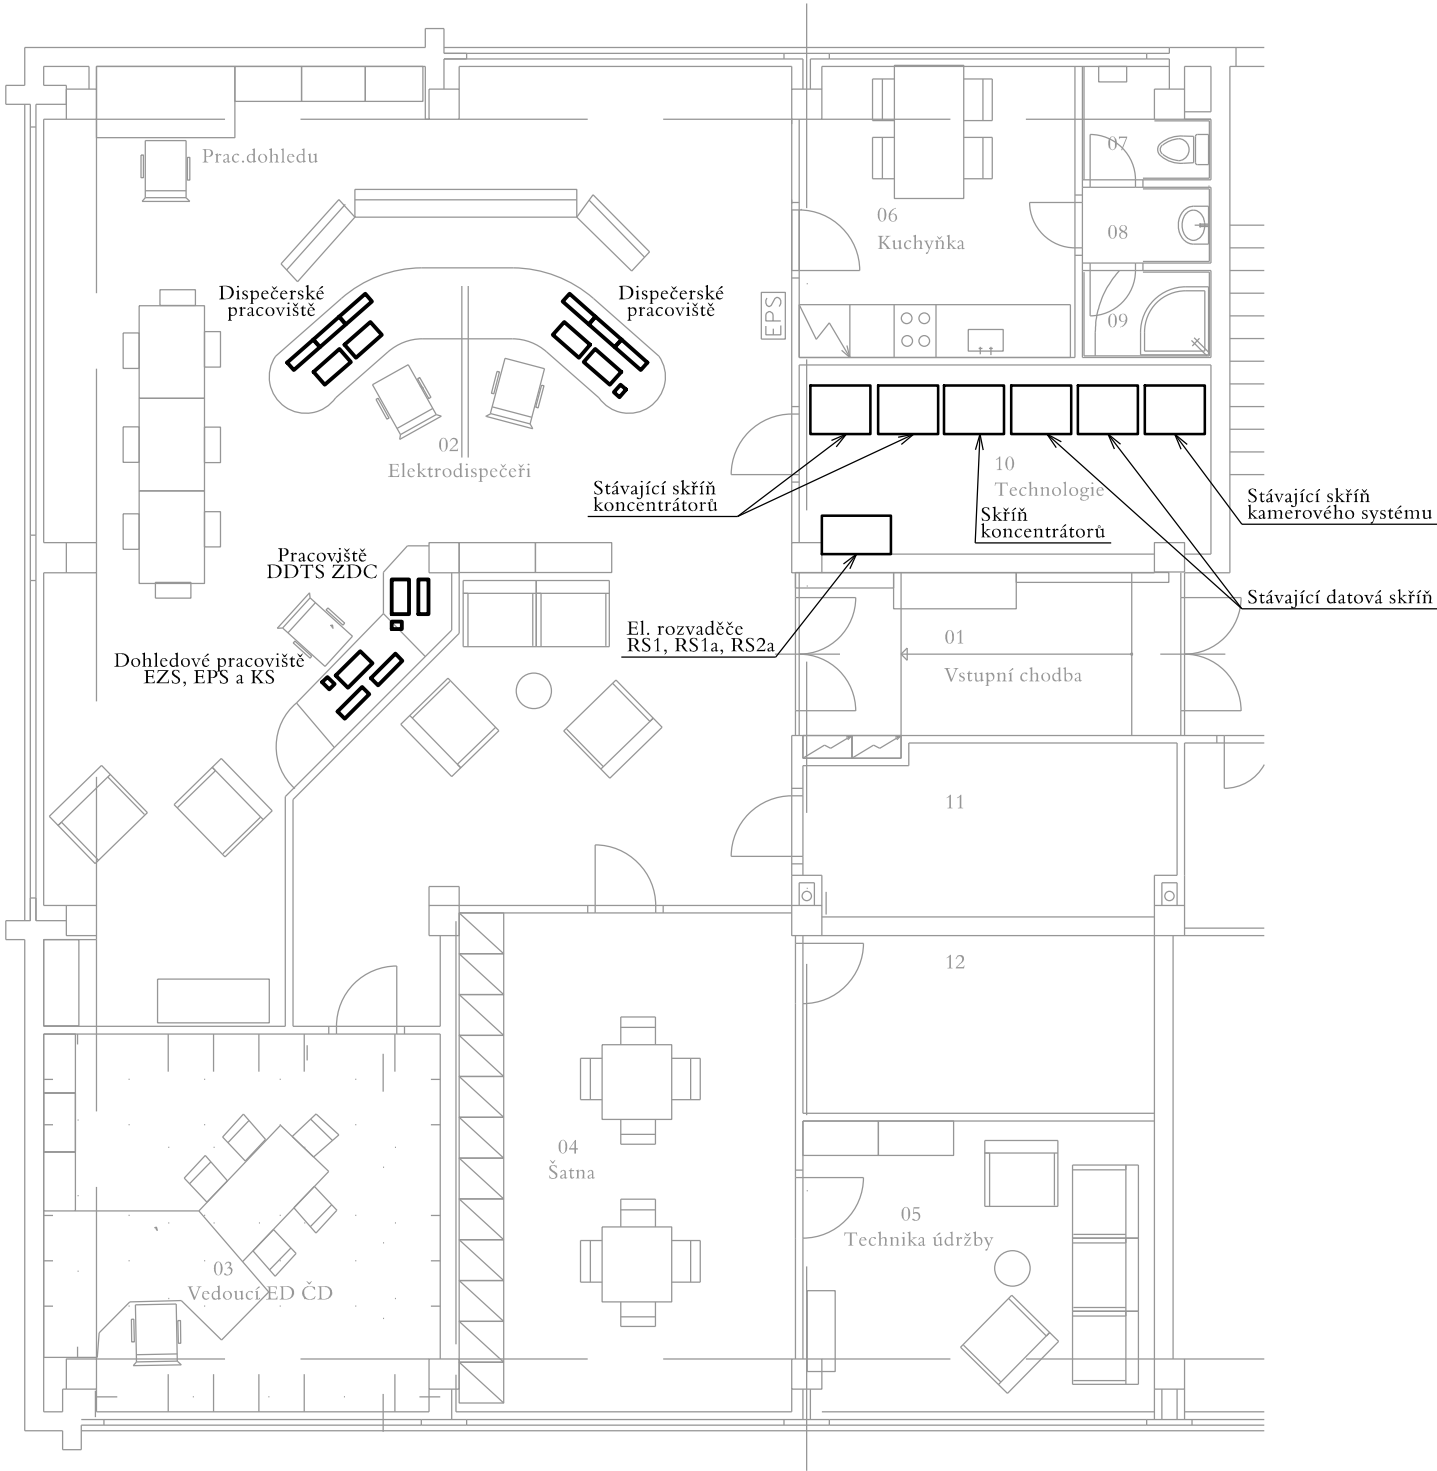 Prac.dohledu
07
06
Kuchyňka
08
09
EPS
Dispečerské
pracoviště
Dispečerské
pracoviště
02
Elektrodispečeři
10
Technologie
Stávající skříň
koncentrátorů
Skříň
koncentrátorů
Stávající skříň
kamerového systému
Stávající datová skříň
Pracoviště
DDTS ZDC
El. rozvaděče
RS1, RS1a, RS2a
01
Vstupní chodba
Dohledové pracoviště
EZS, EPS a KS
11
12
04
Šatna
05
Technika údržby
03
Vedoucí ED ČD